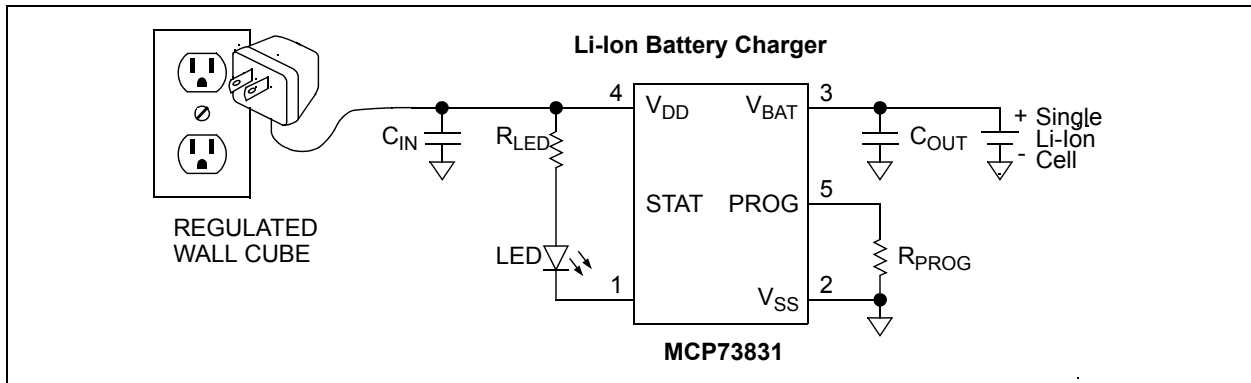 Li-Ion Battery Charger
REGULATED
WALL CUBE
C_IN
R_LED
LED
4
1
V_DD
STAT
V_BAT
PROG
V_SS
3
5
2
C_OUT
+ Single
Li-Ion
- Cell
R_PROG
MCP73831